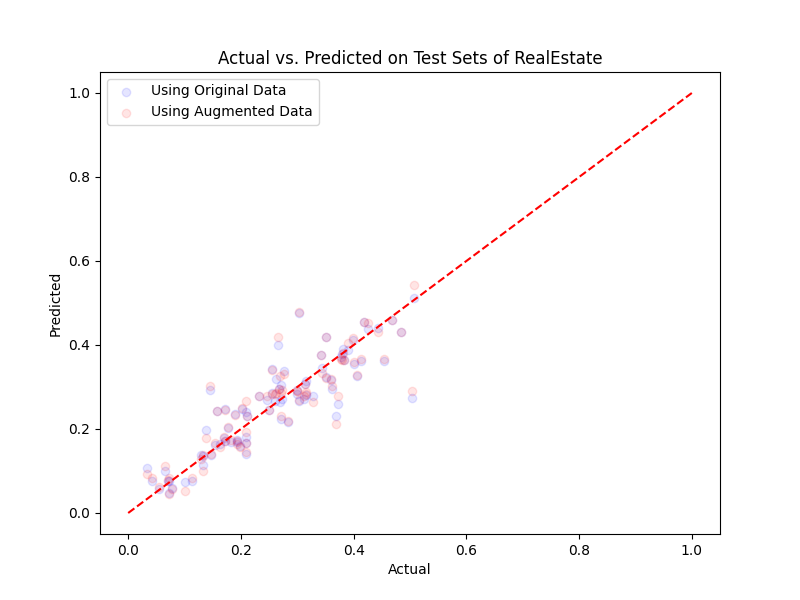 Actual vs. Predicted on Test Sets of RealEstate
Using Original Data
Using Augmented Data
1.0
0.8
0.6
0.4
0.2
0.0
Predicted
0.0 0.2 0.4 0.6 0.8 1.0
Actual